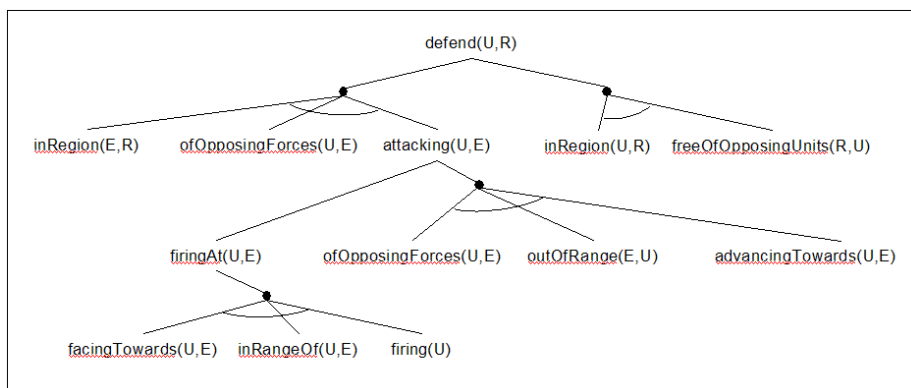 defend(U,R)
inRegion(E,R) ofOpposingForces(U,E) attacking(U,E) inRegion(U,R) freeOfOpposingUnits(R,U)
firingAt(U,E) ofOpposingForces(U,E) outOfRange(E,U) advancingTowards(U,E)
facingTowards(U,E) inRangeOf(U,E) firing(U)